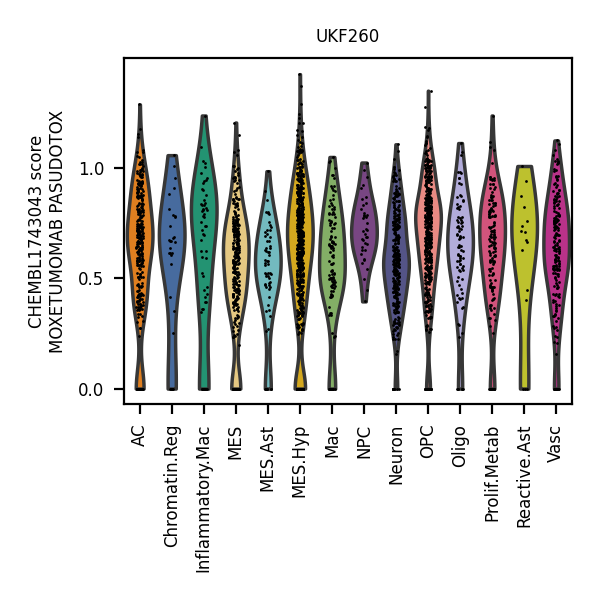 UKF260
CHEMBL1743043 score
MOXETUMOMAB PASUDOTOX
1.0
0.5
0.0
AC
Chromatin.Reg
Inflammatory.Mac
MES
MES.Ast
MES.Hyp
Mac
NPC
Neuron
OPC
Oligo
Prolif.Metab
Reactive.Ast
Vasc